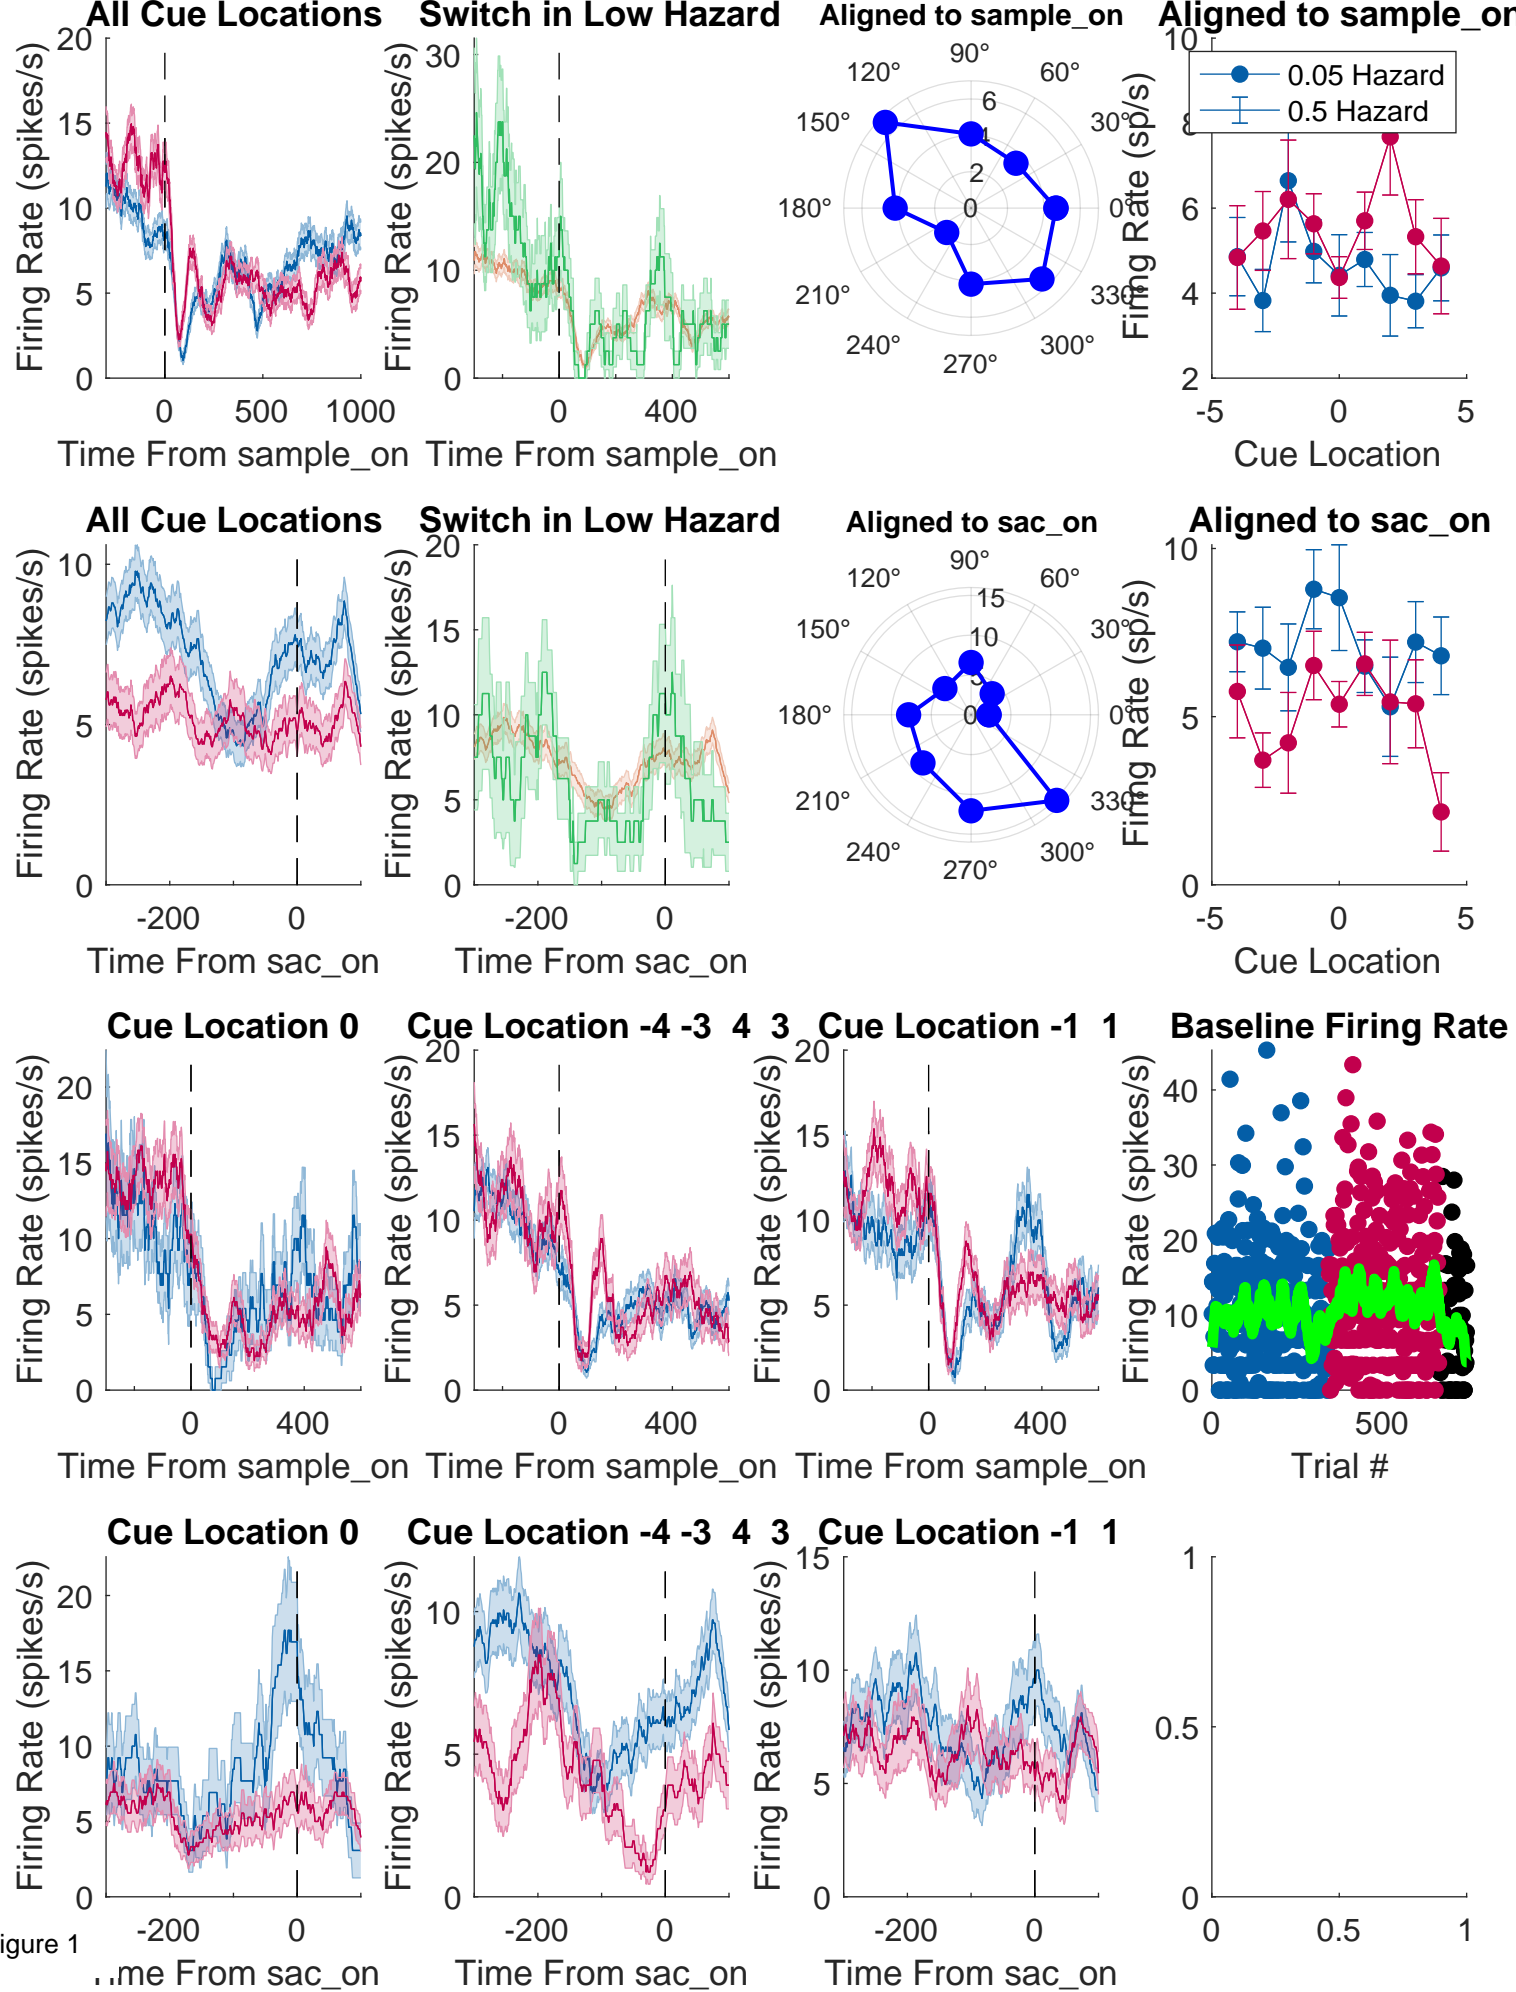 All Cue Locations
Switch in Low Hazard
Aligned to sample_on
Aligned to sample_on
Firing Rate (spikes/s)
20
15
10
5
0
0 500 1000
Time From sample_on
Firing Rate (spikes/s)
30
20
10
0
0 400
Time From sample_on
90°
120° 60°
150° 30°
180° 0°
210° 330°
240° 300°
270°
6
4
2
0
Firing Rate (sp/s)
10
8
6
4
2
-5 0 5
Cue Location
0.05 Hazard
0.5 Hazard
All Cue Locations
Switch in Low Hazard
Aligned to sac_on
Aligned to sac_on
Firing Rate (spikes/s)
10
5
0
-200 0
Time From sac_on
Firing Rate (spikes/s)
20
15
10
5
0
-200 0
Time From sac_on
90°
120° 60°
150° 30°
180° 0°
210° 330°
240° 300°
270°
15
10
5
0
Firing Rate (sp/s)
10
5
0
-5 0 5
Cue Location
Cue Location 0
Cue Location -4 -3 4 3
Cue Location -1 1
Baseline Firing Rate
Firing Rate (spikes/s)
20
15
10
5
0
0 400
Time From sample_on
Firing Rate (spikes/s)
20
15
10
5
0
0 400
Time From sample_on
Firing Rate (spikes/s)
20
15
10
5
0
0 400
Time From sample_on
Firing Rate (spikes/s)
40
30
20
10
0
0 500
Trial #
Cue Location 0
Cue Location -4 -3 4 3
Cue Location -1 1
Firing Rate (spikes/s)
20
15
10
5
0
-200 0
Time From sac_on
Firing Rate (spikes/s)
10
5
0
-200 0
Time From sac_on
Firing Rate (spikes/s)
15
10
5
0
-200 0
Time From sac_on
1
0.5
0
0 0.5 1
igure 1